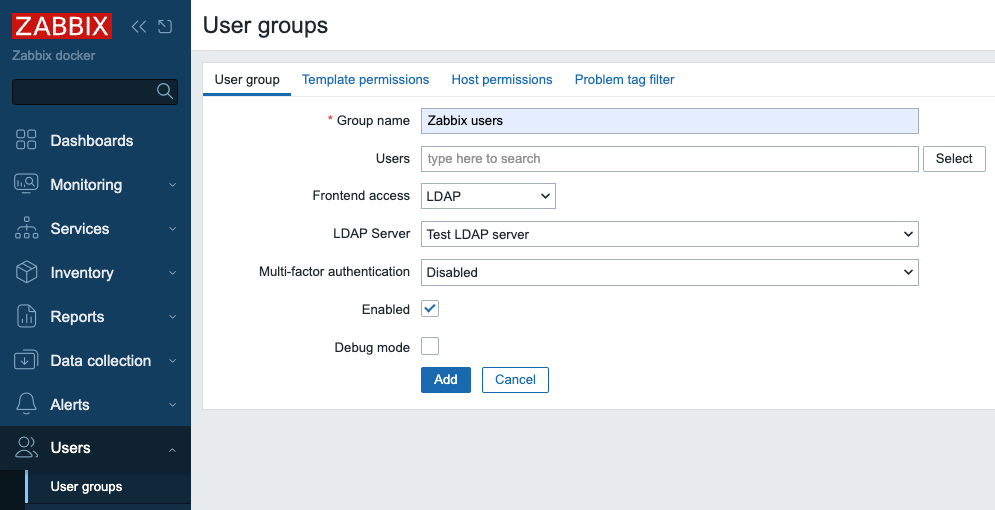 ZABBIX
Zabbix docker
Dashboards
Monitoring
Services
Inventory
Reports
Data collection
Alerts
Users
User groups
User groups
User group Template permissions Host permissions Problem tag filter
* Group name Zabbix users
Users type here to search Select
Frontend access LDAP
LDAP Server Test LDAP server
Multi-factor authentication Disabled
Enabled
Debug mode
Add Cancel